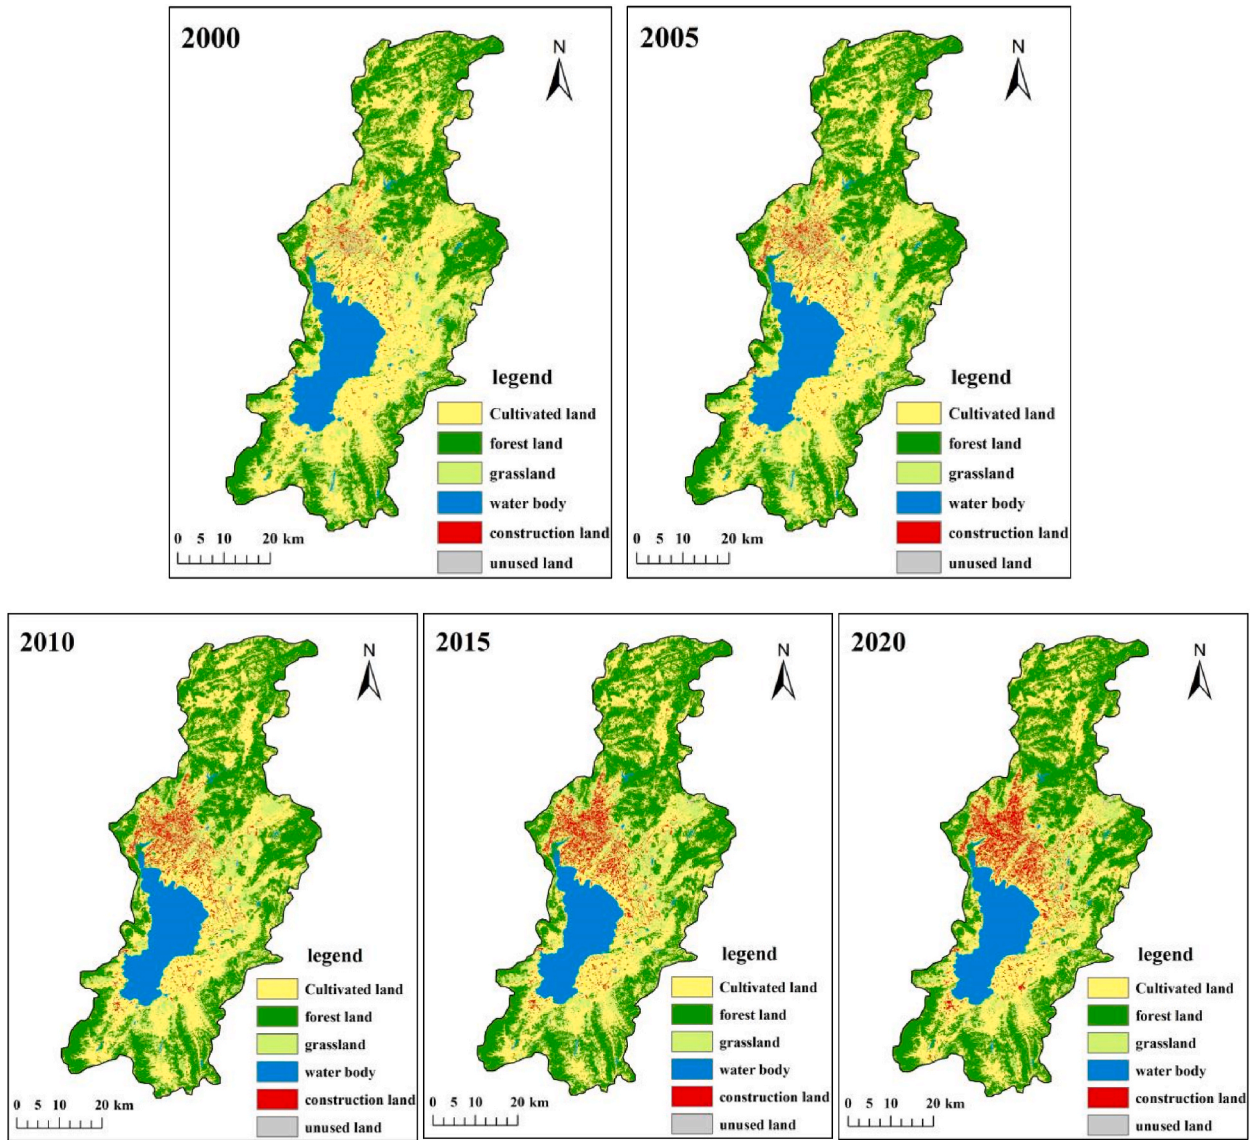 2000
N
legend
Cultivated land
forest land
grassland
water body
construction land
unused land
0 5 10 20 km
2005
N
legend
Cultivated land
forest land
grassland
water body
construction land
unused land
0 5 10 20 km
2010
N
legend
Cultivated land
forest land
grassland
water body
construction land
unused land
0 5 10 20 km
2015
N
legend
Cultivated land
forest land
grassland
water body
construction land
unused land
0 5 10 20 km
2020
N
legend
Cultivated land
forest land
grassland
water body
construction land
unused land
0 5 10 20 km